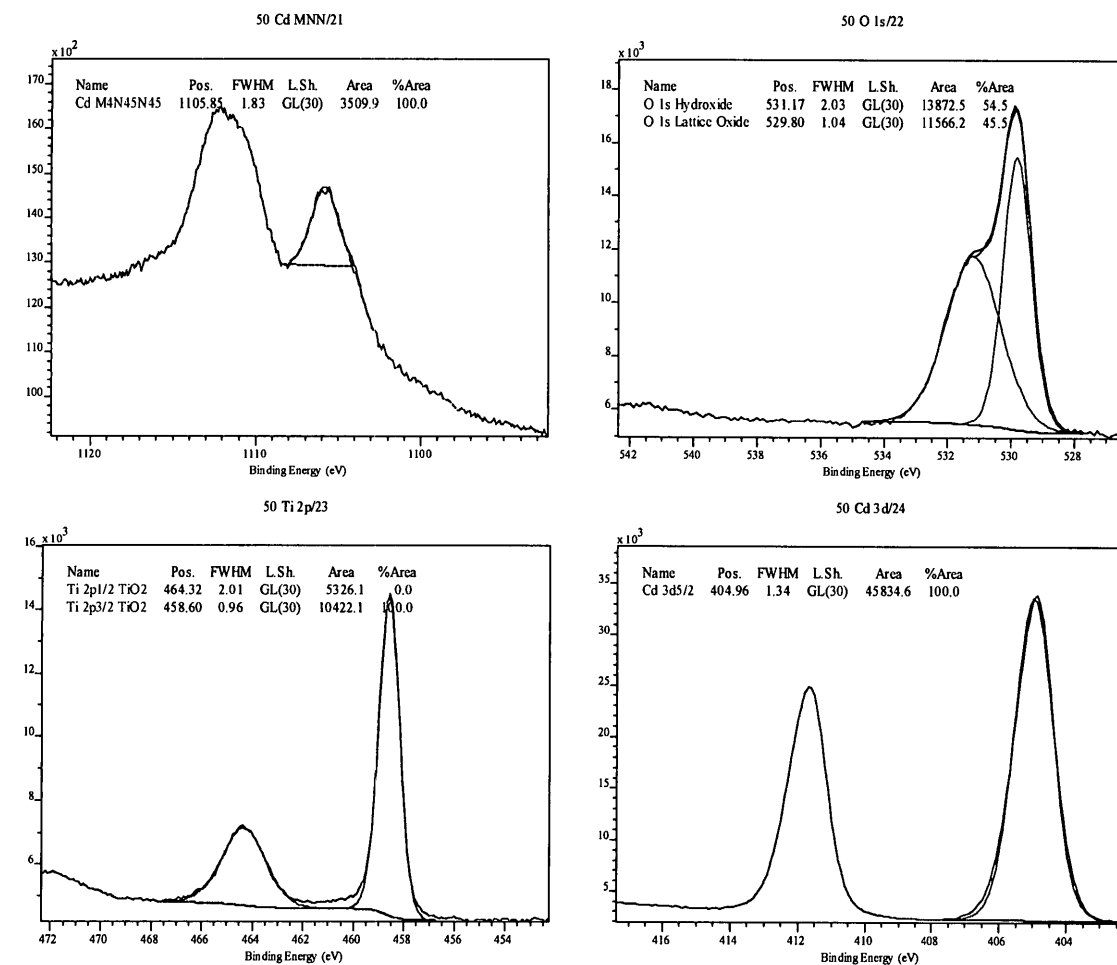 50 Cd MNN/21
x10²
Name Pos. FWHM L.Sh. Area %Area
Cd M4N45N45 1105.85 1.83 GL(30) 3509.9 100.0
170
160
150
140
130
120
110
100
1120 1110 1100
Binding Energy (eV)
50 O 1s/22
x10³
Name Pos. FWHM L.Sh. Area %Area
O 1s Hydroxide 531.17 2.03 GL(30) 13872.5 54.5
O 1s Lattice Oxide 529.80 1.04 GL(30) 11566.2 45.5
18
16
14
12
10
8
6
542 540 538 536 534 532 530 528
Binding Energy (eV)
50 Ti 2p/23
x10³
Name Pos. FWHM L.Sh. Area %Area
Ti 2p1/2 TiO2 464.32 2.01 GL(30) 5326.1 0.0
Ti 2p3/2 TiO2 458.60 0.96 GL(30) 10422.1 100.0
16
14
12
10
8
6
472 470 468 466 464 462 460 458 456 454
Binding Energy (eV)
50 Cd 3d/24
x10³
Name Pos. FWHM L.Sh. Area %Area
Cd 3d5/2 404.96 1.34 GL(30) 45834.6 100.0
35
30
25
20
15
10
5
416 414 412 410 408 406 404
Binding Energy (eV)